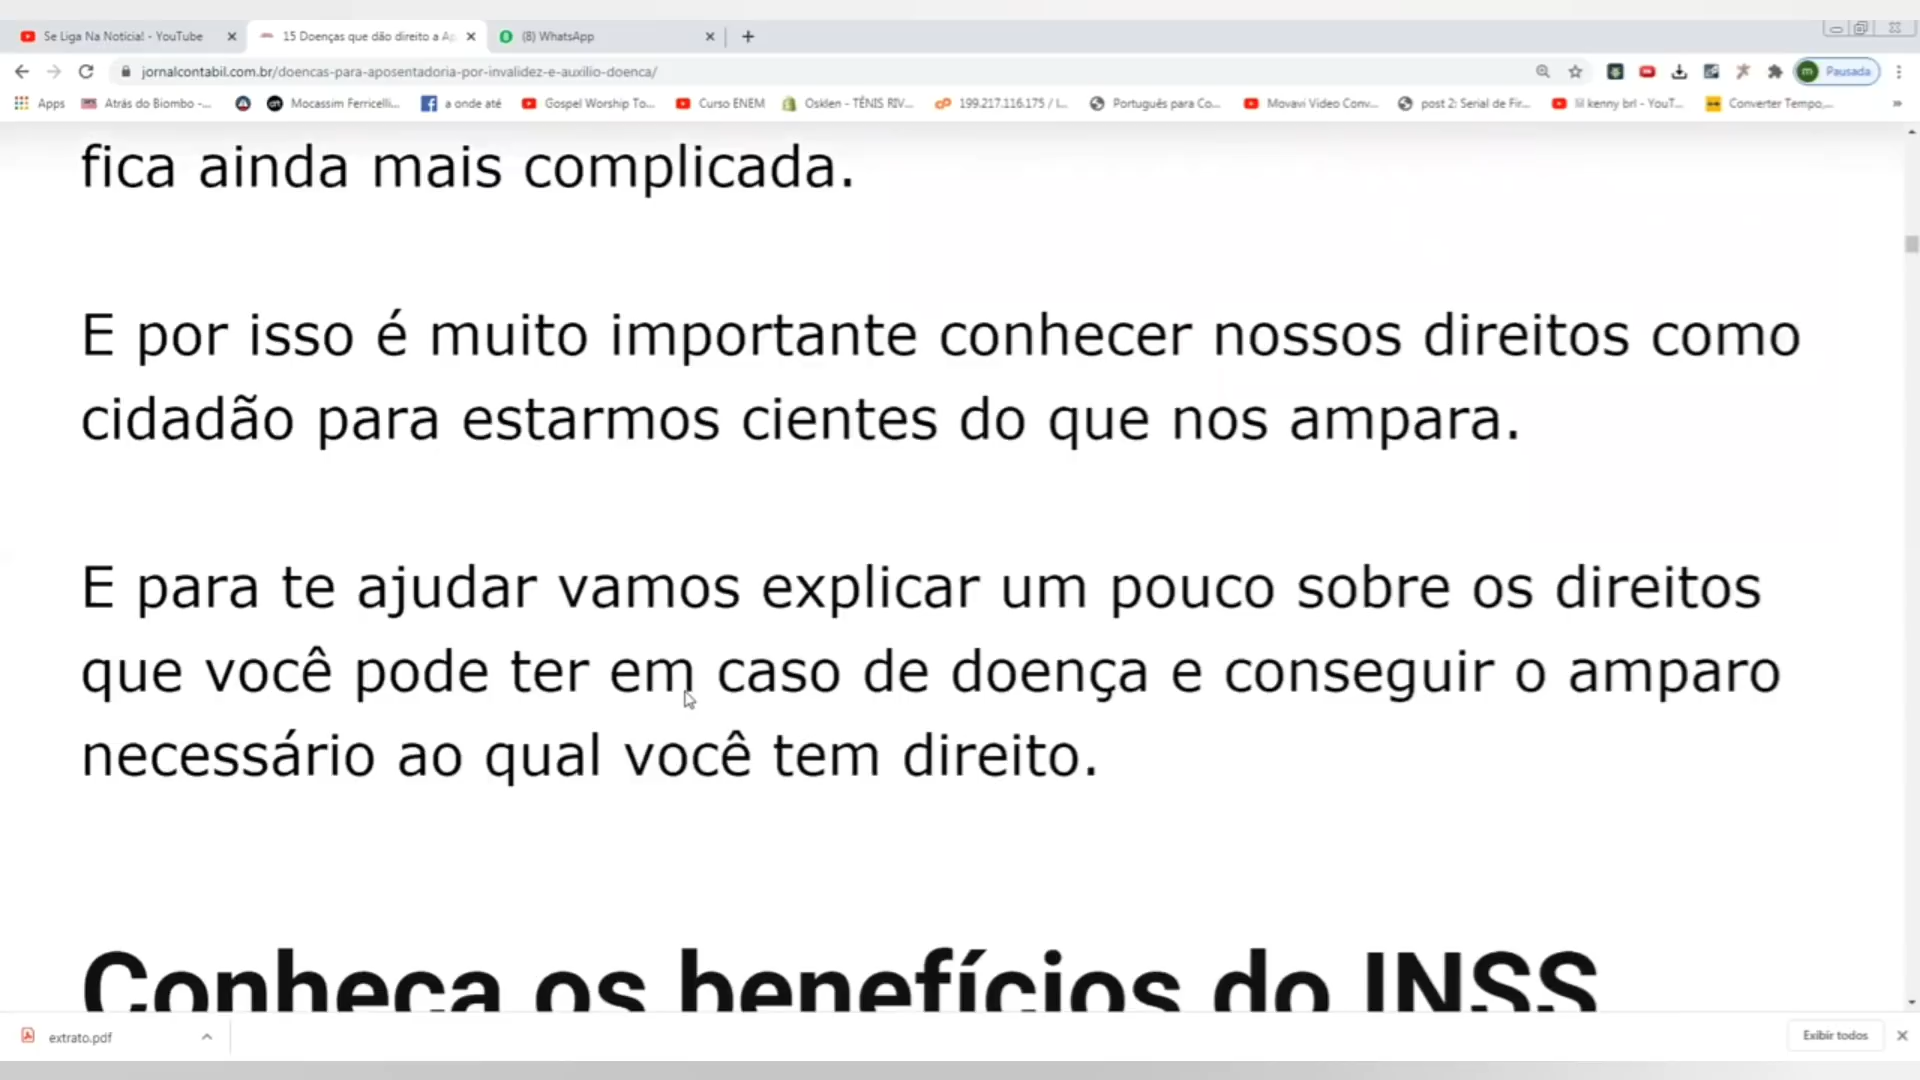 Se Liga Na Noticia! - YouTube
15 Doenças que dão direito a Ap
(8) WhatsApp
jornalcontabil.com.br/doencas-para-aposentadoria-por-invalidez-e-auxilio-doenca/
m Pausada
Apps Atrás do Biombo -... Mocassim Ferricelli... a onde até Gospel Worship To... Curso ENEM Osklen - TÊNIS RIV... 199.217.116.175 / l... Português para Co... Movavi Video Conv... post 2: Serial de Fir... kenny brl - YouT... Converter Tempo,...
fica ainda mais complicada.
E por isso é muito importante conhecer nossos direitos como
cidadão para estarmos cientes do que nos ampara.
E para te ajudar vamos explicar um pouco sobre os direitos
que você pode ter em caso de doença e conseguir o amparo
necessário ao qual você tem direito.
Conheça os benefícios do INSS
extrato.pdf
Exibir todos